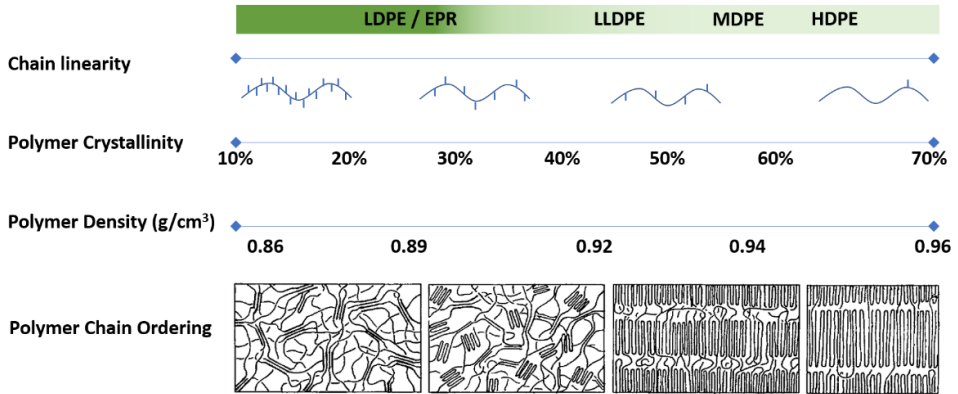 LDPE / EPR LLDPE MDPE HDPE
Chain linearity
Polymer Crystallinity
10% 20% 30% 40% 50% 60% 70%
Polymer Density (g/cm³)
0.86 0.89 0.92 0.94 0.96
Polymer Chain Ordering